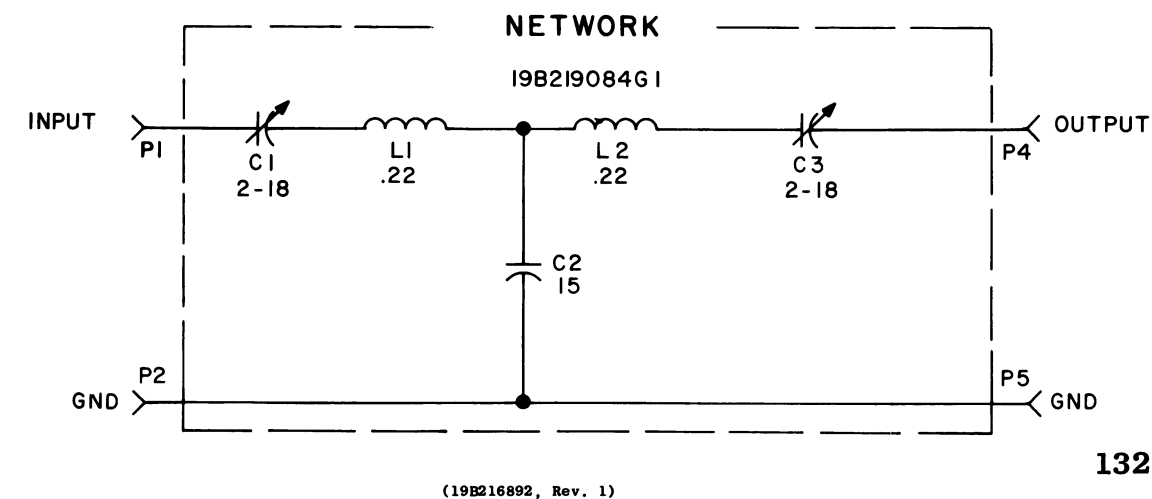 NETWORK
19B219084G1
INPUT
P1
C1
2-18
L1
.22
L2
.22
C3
2-18
P4
OUTPUT
C2
15
P2
GND
P5
GND
132
(19B216892, Rev. 1)